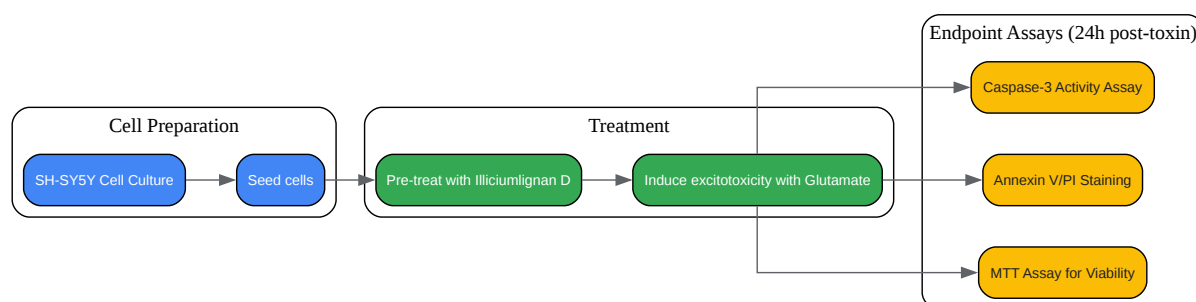 Cell Preparation
SH-SY5Y Cell Culture
Seed cells
Treatment
Pre-treat with Illiciumlignan D
Induce excitotoxicity with Glutamate
Endpoint Assays (24h post-toxin)
Caspase-3 Activity Assay
Annexin V/PI Staining
MTT Assay for Viability